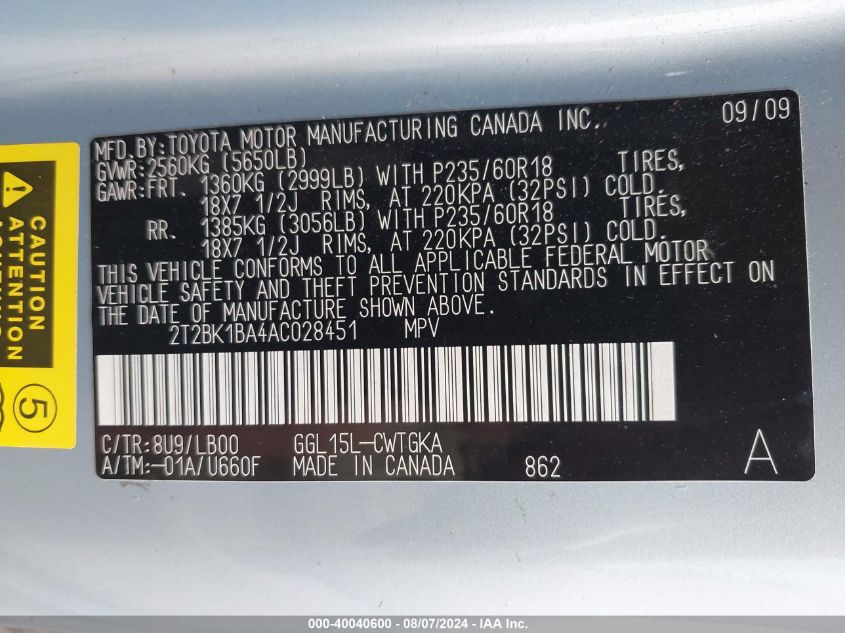 MFD. BY: TOYOTA MOTOR MANUFACTURING CANADA INC. 09/09
GVWR: 2560KG (5650LB)
GAWR: FRT. 1360KG (2999LB) WITH P235/60R18 TIRES,
18X7 1/2J RIMS, AT 220KPA (32PSI) COLD.
RR. 1385KG (3056LB) WITH P235/60R18 TIRES,
18X7 1/2J RIMS, AT 220KPA (32PSI) COLD.
THIS VEHICLE CONFORMS TO ALL APPLICABLE FEDERAL MOTOR
VEHICLE SAFETY AND THEFT PREVENTION STANDARDS IN EFFECT ON
THE DATE OF MANUFACTURE SHOWN ABOVE.
2T2BK1BA4AC028451 MPV
C/TR: 8U9/LB00 GGL15L-CWTGKA
A/TM: -01A/U660F MADE IN CANADA 862 A
CAUTION
5
000-40040600 - 08/07/2024 - IAA Inc.